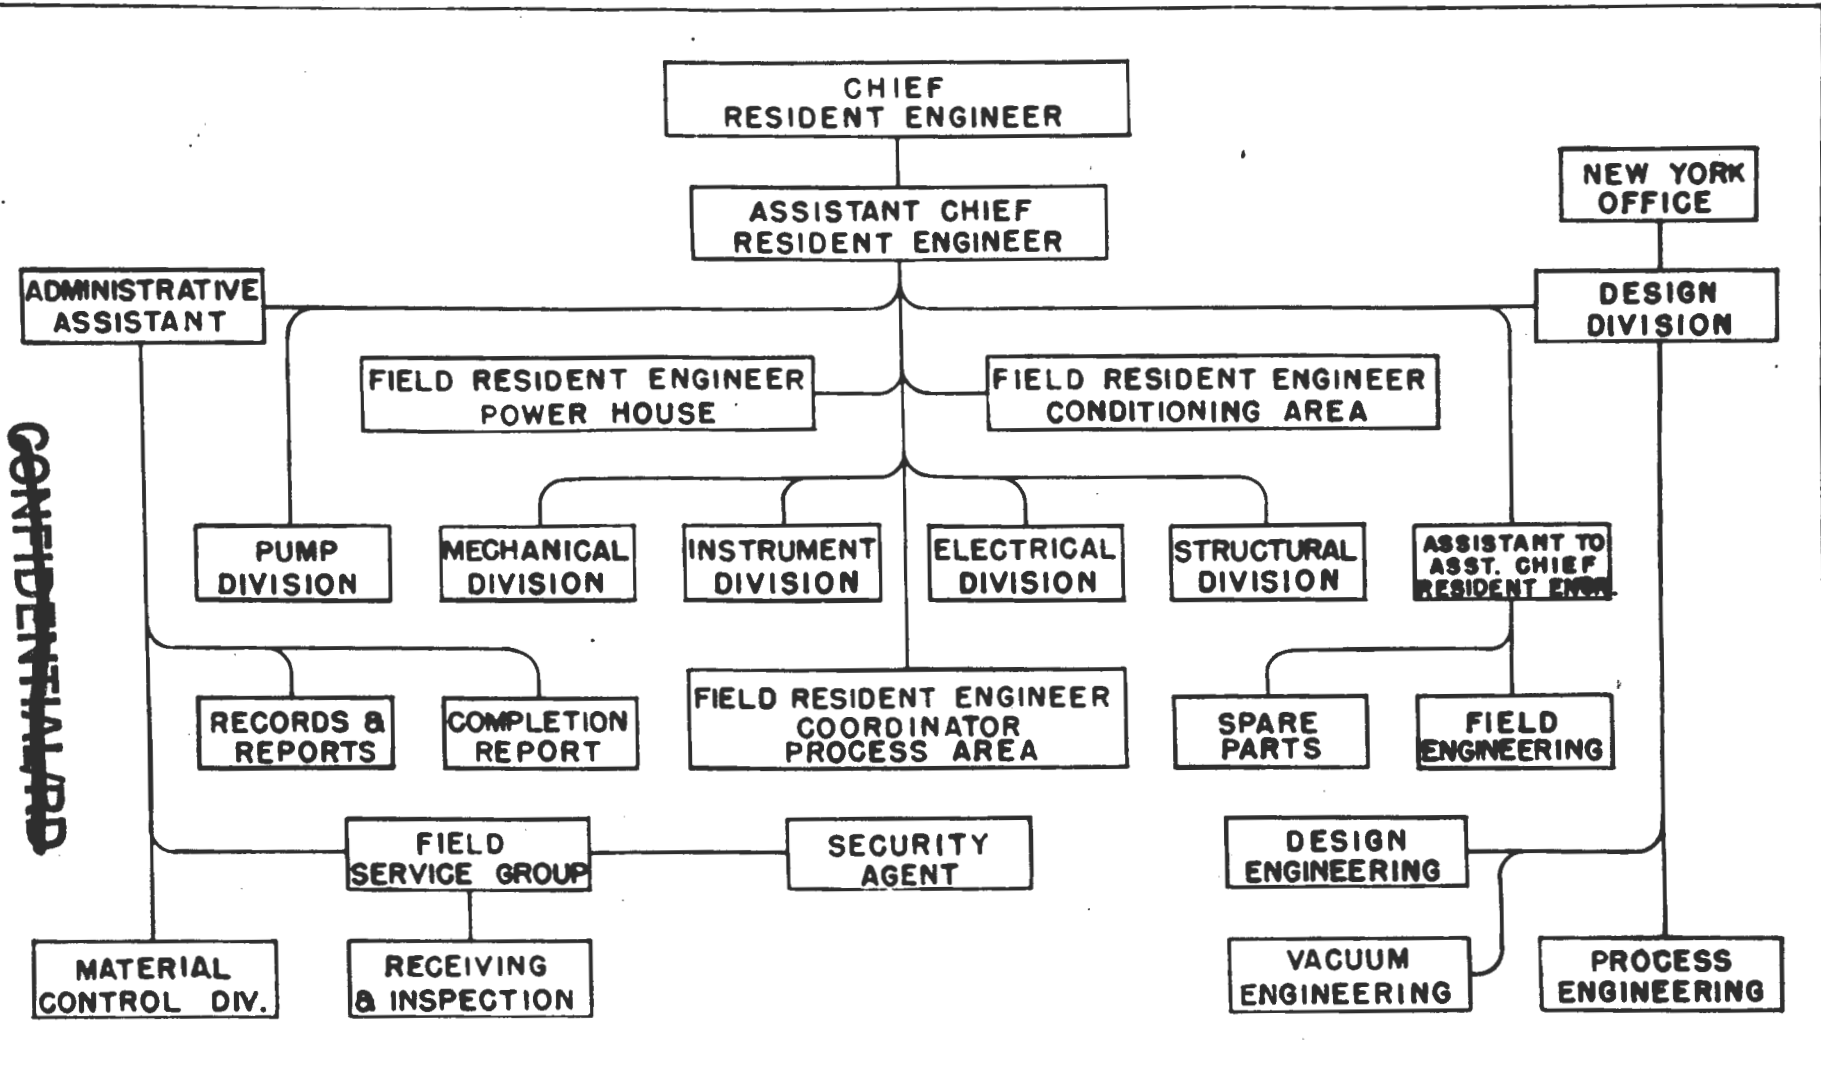 CHIEF
RESIDENT ENGINEER
ASSISTANT CHIEF
RESIDENT ENGINEER
NEW YORK
OFFICE
ADMINISTRATIVE
ASSISTANT
DESIGN
DIVISION
FIELD RESIDENT ENGINEER
POWER HOUSE
FIELD RESIDENT ENGINEER
CONDITIONING AREA
PUMP
DIVISION
MECHANICAL
DIVISION
INSTRUMENT
DIVISION
ELECTRICAL
DIVISION
STRUCTURAL
DIVISION
ASSISTANT TO
ASST. CHIEF
RESIDENT ENGR.
RECORDS &
REPORTS
COMPLETION
REPORT
FIELD RESIDENT ENGINEER
COORDINATOR
PROCESS AREA
SPARE
PARTS
FIELD
ENGINEERING
FIELD
SERVICE GROUP
SECURITY
AGENT
DESIGN
ENGINEERING
MATERIAL
CONTROL DIV.
RECEIVING
& INSPECTION
VACUUM
ENGINEERING
PROCESS
ENGINEERING
CONFIDENTIAL/RD